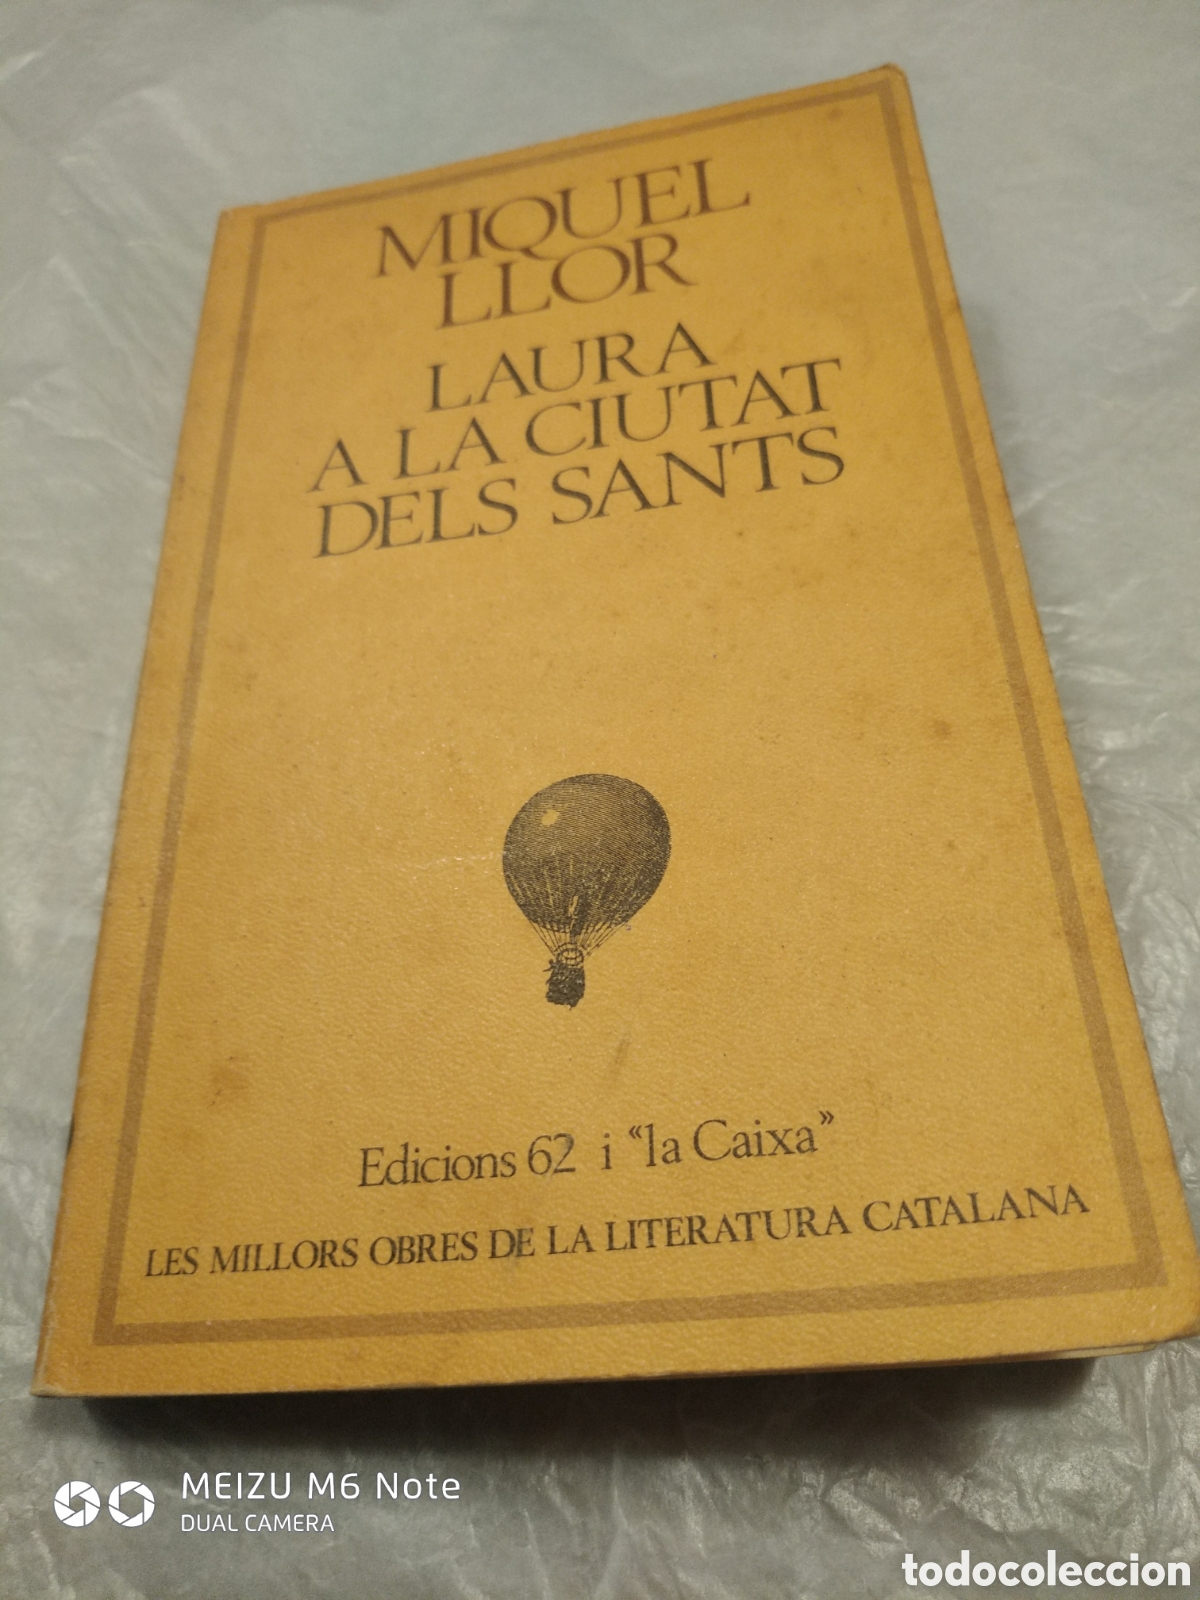 MIQUEL
LLOR
LAURA
A LA CIUTAT
DELS SANTS
Edicions 62 i "la Caixa"
LES MILLORS OBRES DE LA LITERATURA CATALANA
MEIZU M6 Note
DUAL CAMERA
todocoleccion